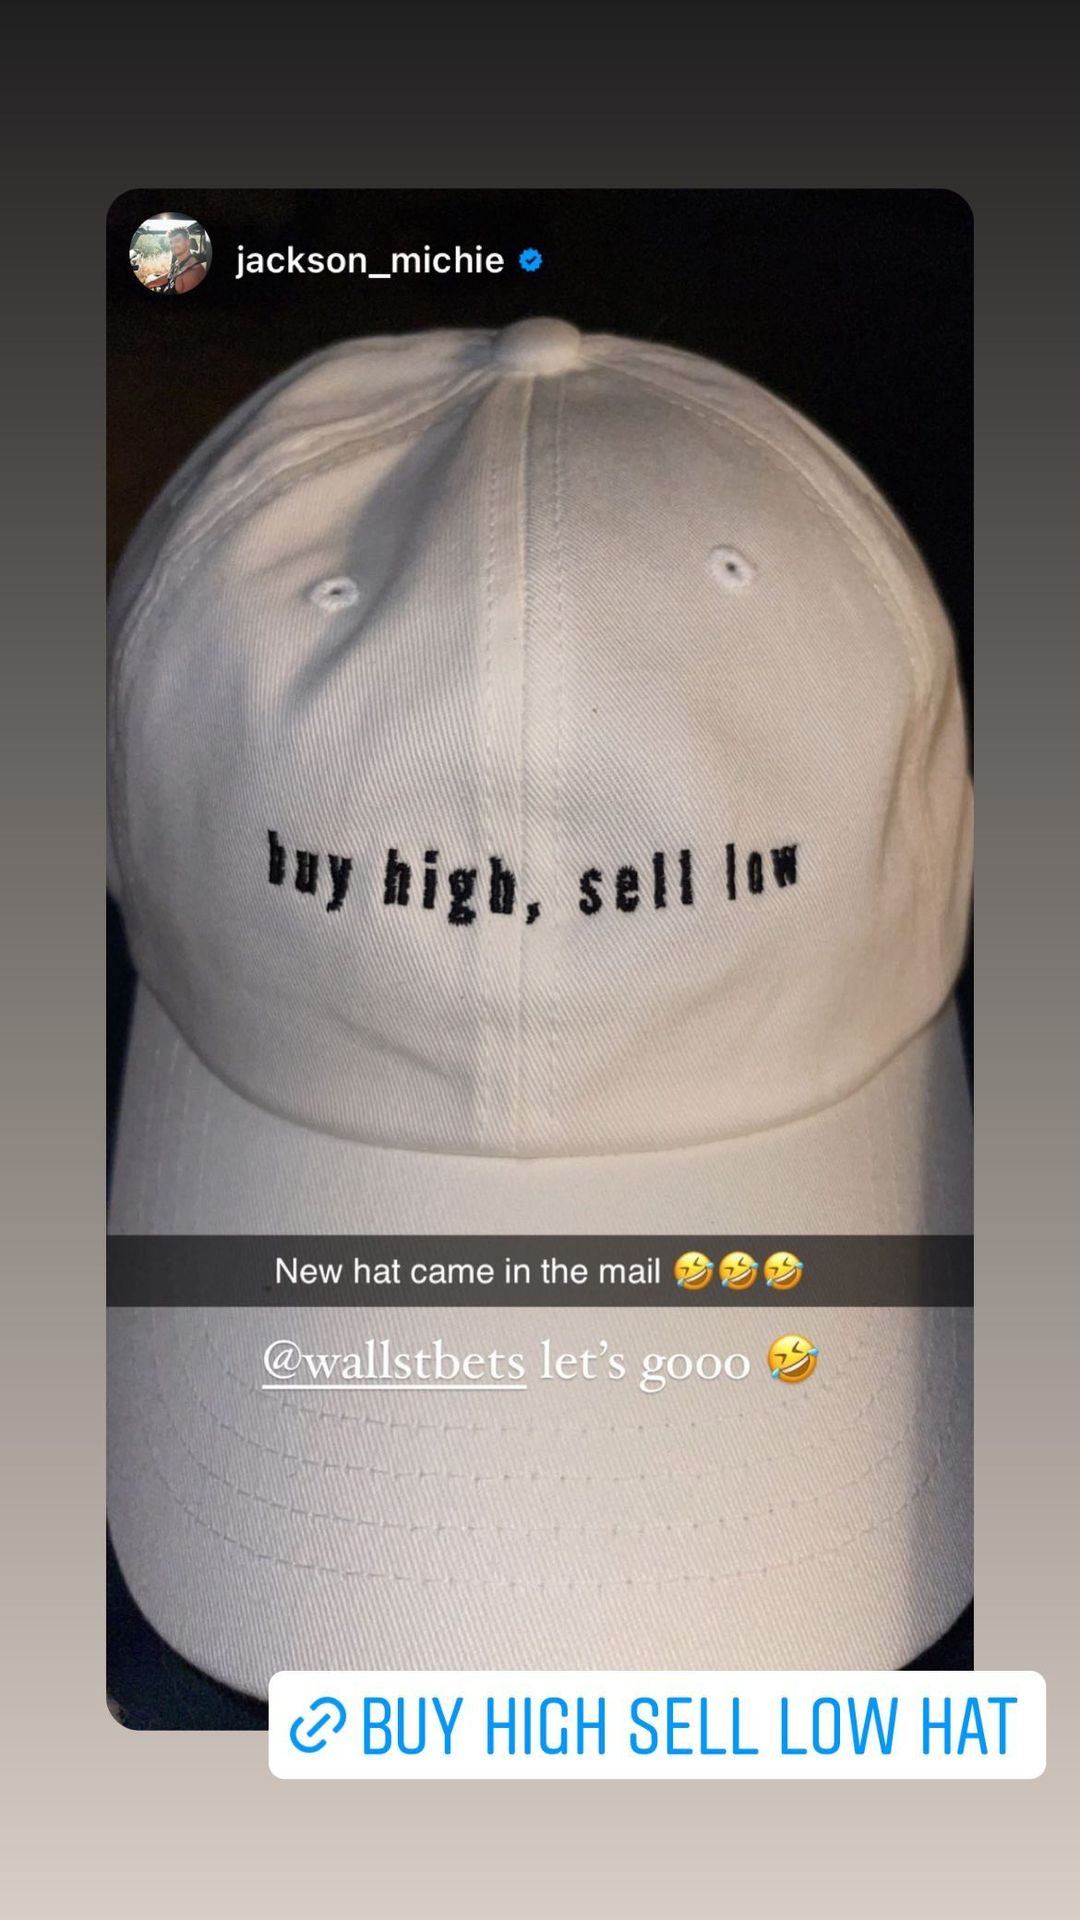 jackson_michie
buy high, sell low
New hat came in the mail 🤣🤣🤣
@wallstbets let's gooo 🤣
BUY HIGH SELL LOW HAT